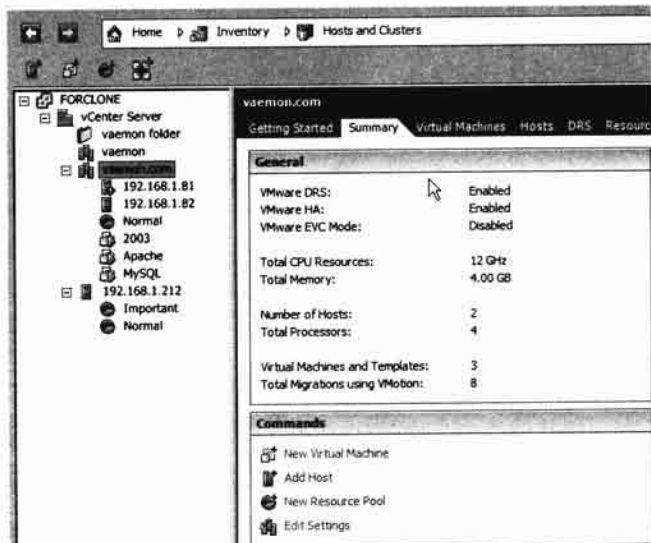 Home Inventory Hosts and Clusters
FORCLONE
vCenter Server
vaemon folder
vaemon
vaemon.com
192.168.1.81
192.168.1.82
Normal
2003
Apache
MySQL
192.168.1.212
Important
Normal
vaemon.com
Getting Started Summary Virtual Machines Hosts DRS Resourc
General
VMware DRS: Enabled
VMware HA: Enabled
VMware EVC Mode: Disabled
Total CPU Resources: 12 GHz
Total Memory: 4.00 GB
Number of Hosts: 2
Total Processors: 4
Virtual Machines and Templates: 3
Total Migrations using VMotion: 8
Commands
New Virtual Machine
Add Host
New Resource Pool
Edit Settings